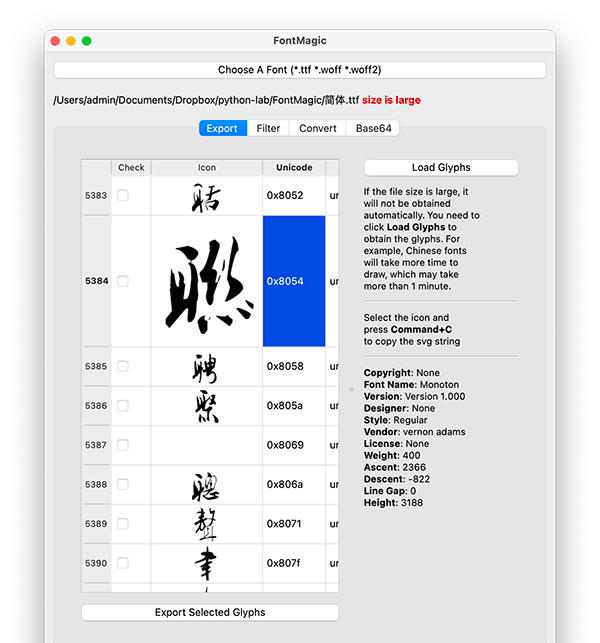 FontMagic
Choose A Font (*.ttf *.woff *.woff2)
/Users/admin/Documents/Dropbox/python-lab/FontMagic/简体.ttf size is large
Export Filter Convert Base64
Check Icon Unicode
5383 聒 0x8052
5384 聯 0x8054
5385 聘 0x8058
5386 聚 0x805a
5387 0x8069
5388 聰 0x806a
5389 聱 0x8071
5390 聿 0x807f
Export Selected Glyphs
Load Glyphs
If the file size is large, it
will not be obtained
automatically. You need to
click Load Glyphs to
obtain the glyphs. For
example, Chinese fonts
will take more time to
draw, which may take
more than 1 minute.
Select the icon and
press Command+C
to copy the svg string
Copyright: None
Font Name: Monoton
Version: Version 1.000
Designer: None
Style: Regular
Vendor: vernon adams
License: None
Weight: 400
Ascent: 2366
Descent: -822
Line Gap: 0
Height: 3188